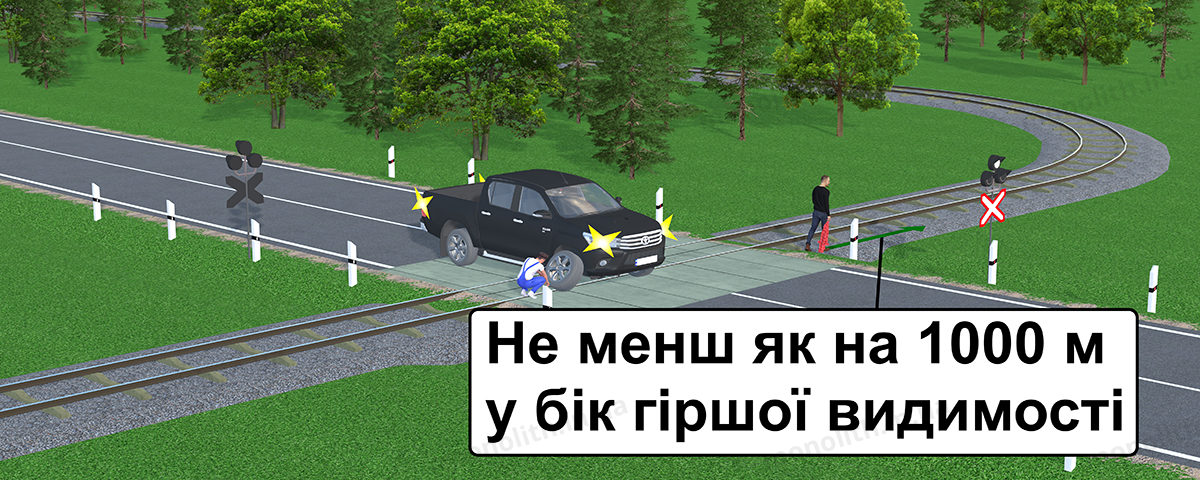 Не менш як на 1000 м
у бік гіршої видимості